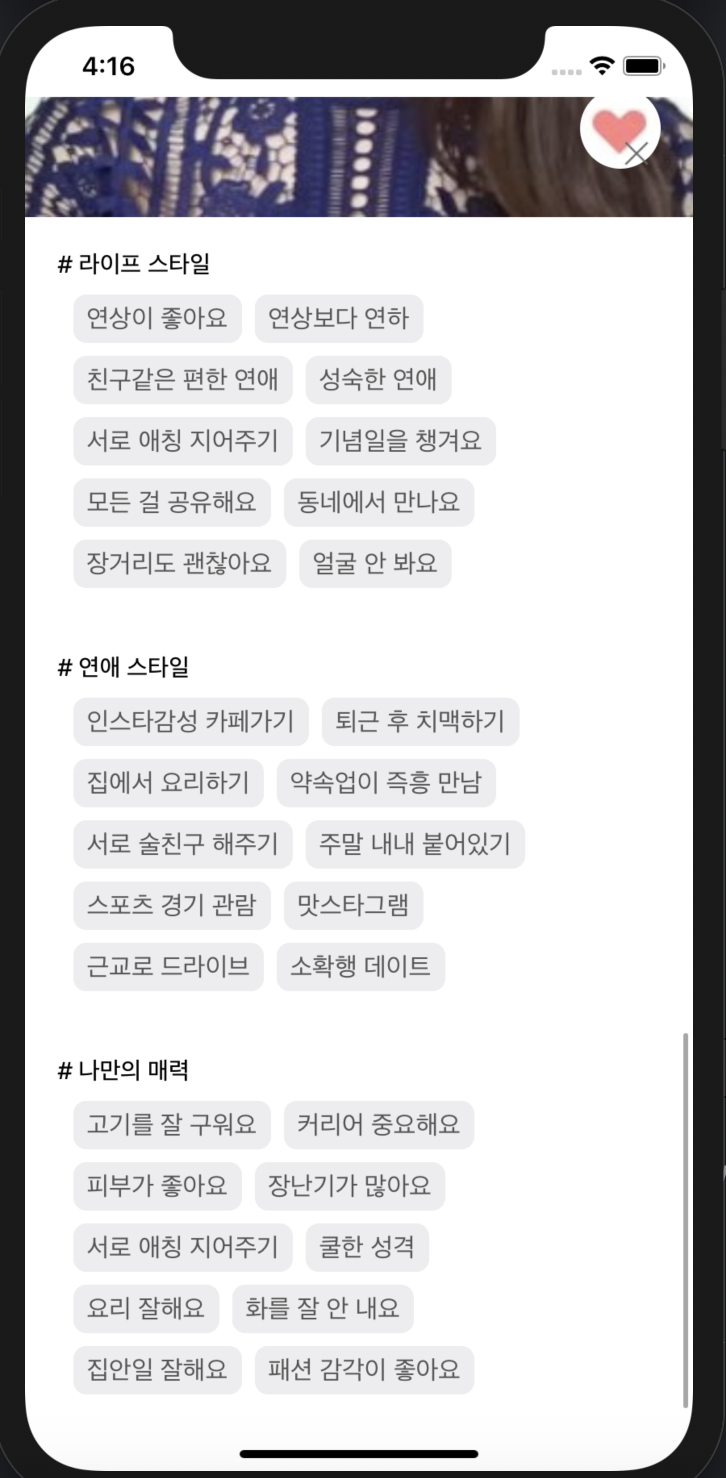 4:16
# 라이프 스타일
연상이 좋아요 연상보다 연하
친구같은 편한 연애 성숙한 연애
서로 애칭 지어주기 기념일을 챙겨요
모든 걸 공유해요 동네에서 만나요
장거리도 괜찮아요 얼굴 안 봐요
# 연애 스타일
인스타감성 카페가기 퇴근 후 치맥하기
집에서 요리하기 약속업이 즉흥 만남
서로 술친구 해주기 주말 내내 붙어있기
스포츠 경기 관람 맛스타그램
근교로 드라이브 소확행 데이트
# 나만의 매력
고기를 잘 구워요 커리어 중요해요
피부가 좋아요 장난기가 많아요
서로 애칭 지어주기 쿨한 성격
요리 잘해요 화를 잘 안 내요
집안일 잘해요 패션 감각이 좋아요